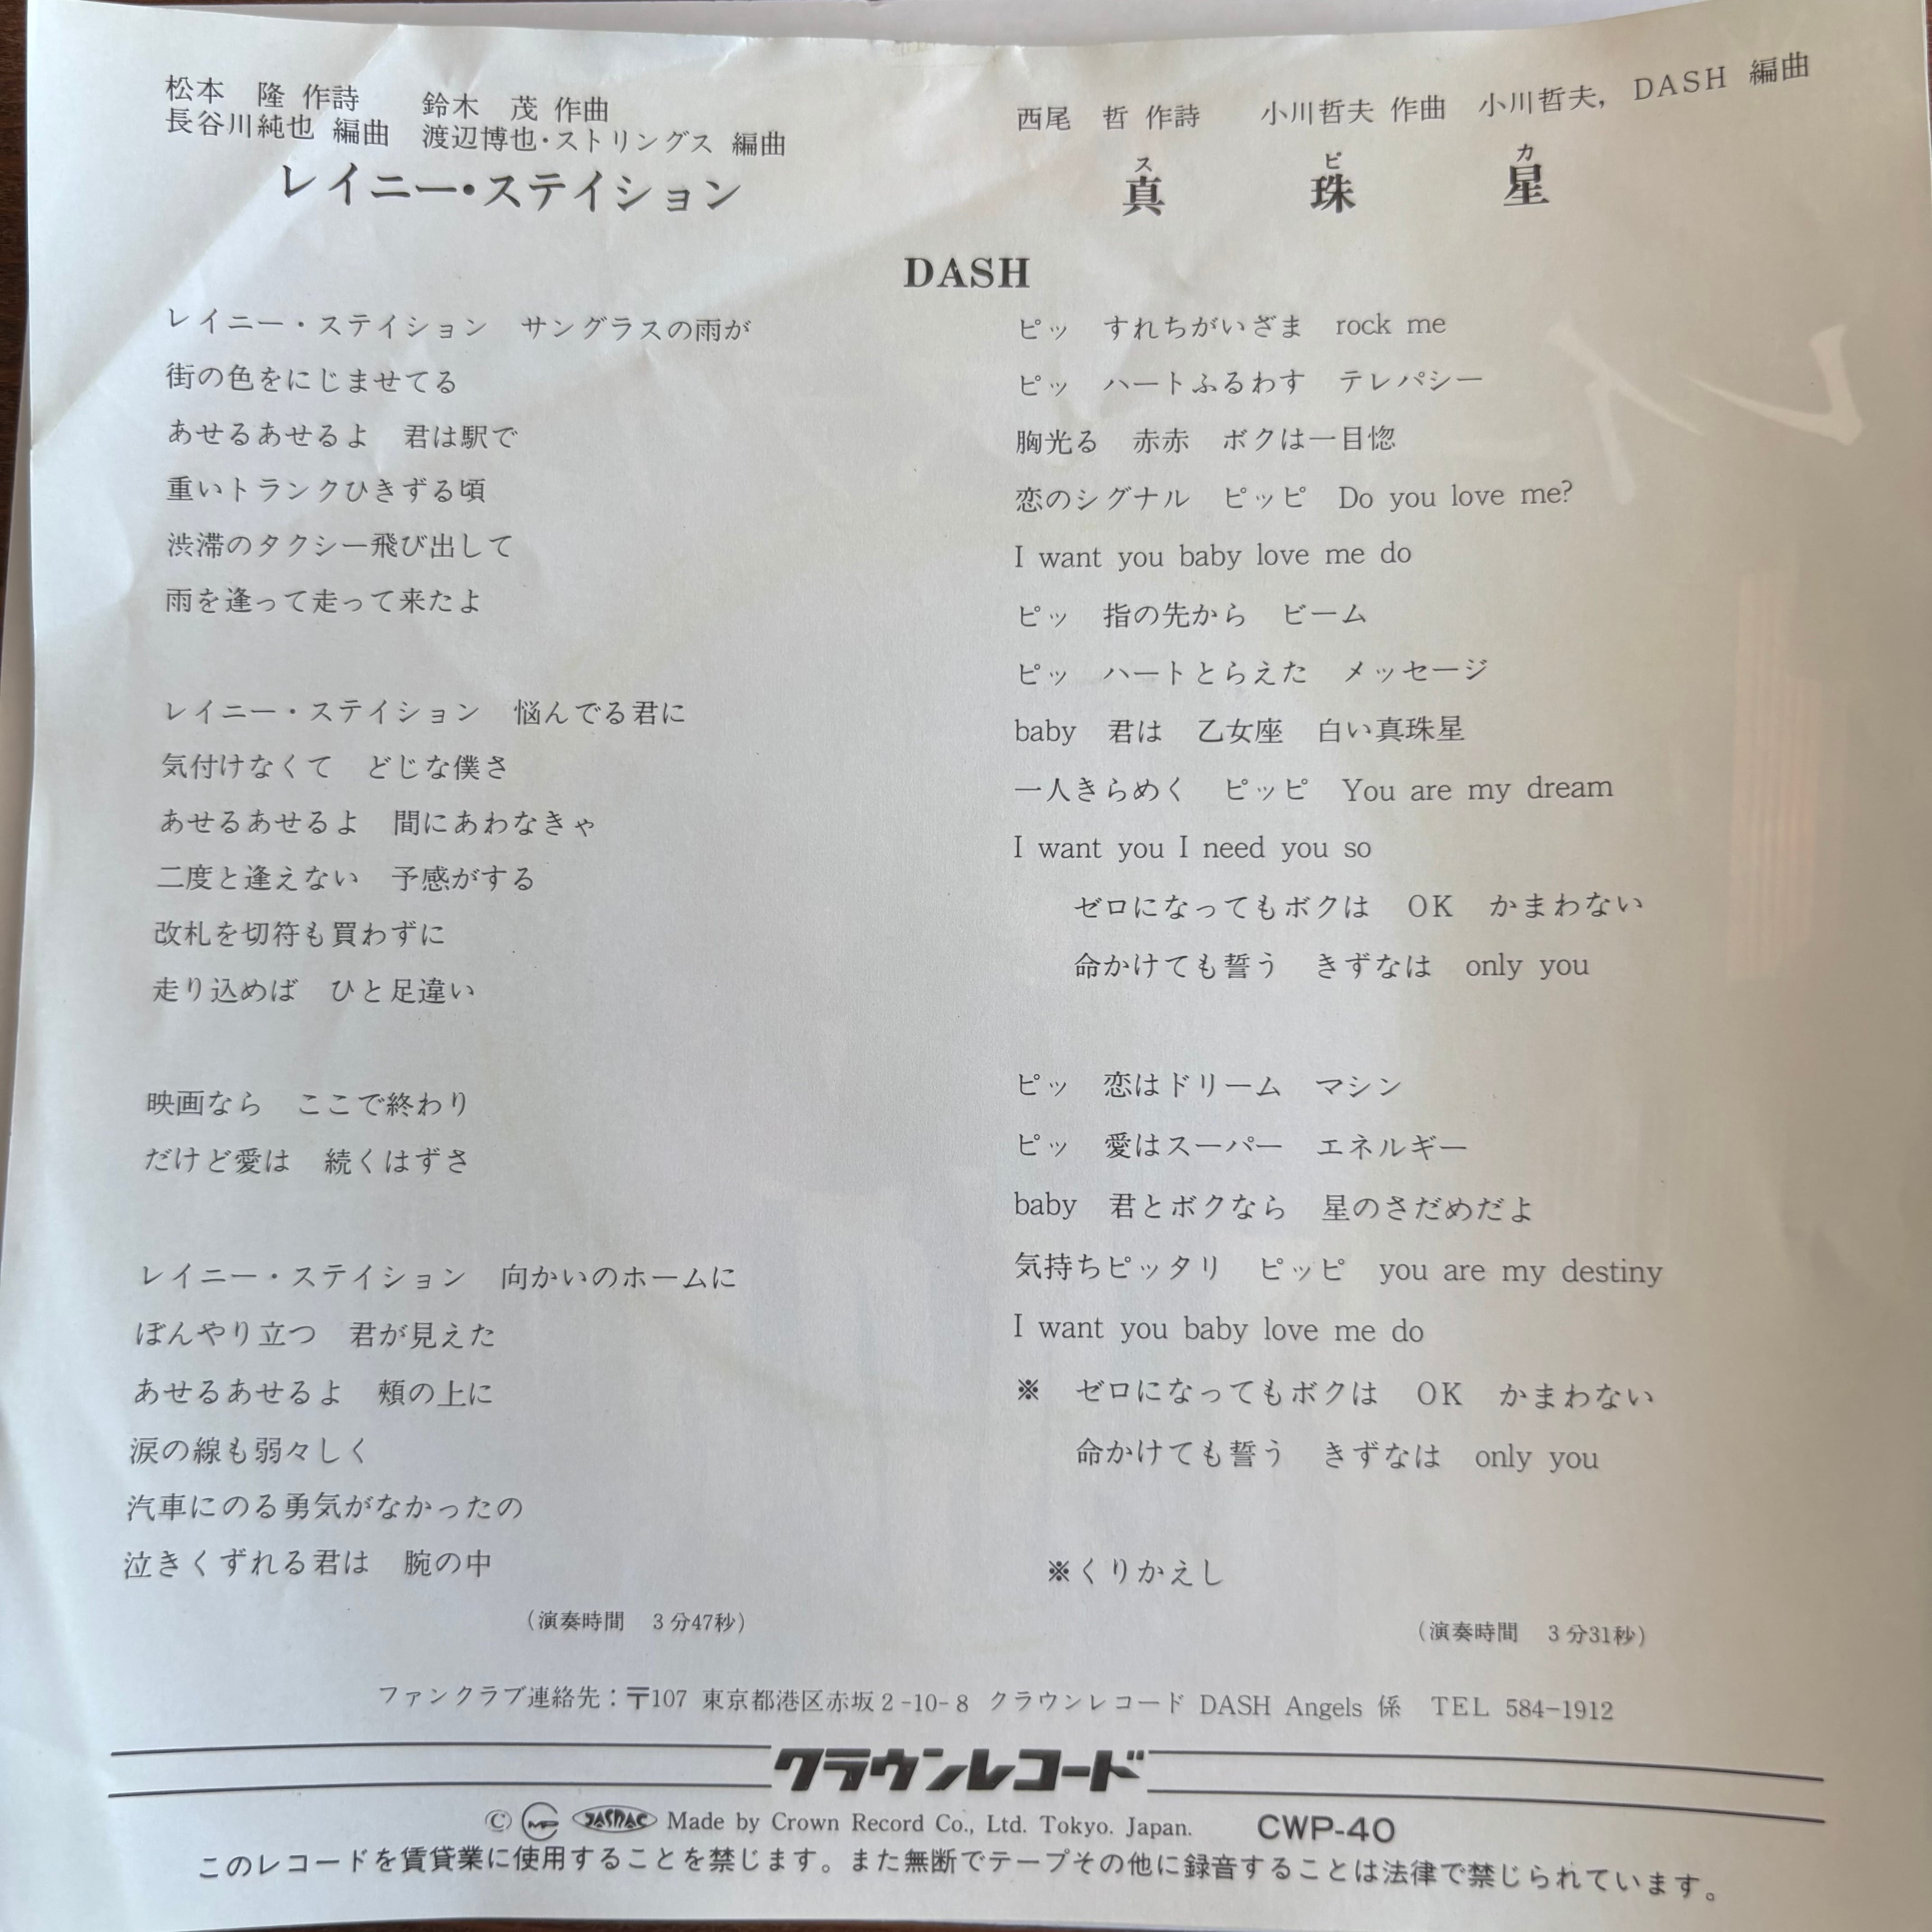 松本 隆 作詩 鈴木 茂 作曲
長谷川純也 編曲 渡辺博也・ストリングス 編曲
レイニー・ステイション
西尾 哲 作詩 小川哲夫 作曲 小川哲夫, DASH 編曲
ス ピ カ
真 珠 星
DASH
レイニー・ステイション サングラスの雨が
街の色をにじませてる
あせるあせるよ 君は駅で
重いトランクひきずる頃
渋滞のタクシー飛び出して
雨を逢って走って来たよ
レイニー・ステイション 悩んでる君に
気付けなくて どじな僕さ
あせるあせるよ 間にあわなきゃ
二度と逢えない 予感がする
改札を切符も買わずに
走り込めば ひと足違い
映画なら ここで終わり
だけど愛は 続くはずさ
レイニー・ステイション 向かいのホームに
ぼんやり立つ 君が見えた
あせるあせるよ 頬の上に
涙の線も弱々しく
汽車にのる勇気がなかったの
泣きくずれる君は 腕の中
(演奏時間 3分47秒)
ピッ すれちがいざま rock me
ピッ ハートふるわす テレパシー
胸光る 赤赤 ボクは一目惚
恋のシグナル ピッピ Do you love me?
I want you baby love me do
ピッ 指の先から ビーム
ピッ ハートとらえた メッセージ
baby 君は 乙女座 白い真珠星
一人きらめく ピッピ You are my dream
I want you I need you so
ゼロになってもボクは OK かまわない
命かけても誓う きずなは only you
ピッ 恋はドリーム マシン
ピッ 愛はスーパー エネルギー
baby 君とボクなら 星のさだめだよ
気持ちピッタリ ピッピ you are my destiny
I want you baby love me do
※ ゼロになってもボクは OK かまわない
命かけても誓う きずなは only you
※くりかえし
(演奏時間 3分31秒)
ファンクラブ連絡先:〒107 東京都港区赤坂2-10-8 クラウンレコード DASH Angels 係 TEL 584-1912
クラウンレコード
© JASRAC Made by Crown Record Co., Ltd. Tokyo. Japan. CWP-40
このレコードを賃貸業に使用することを禁じます。また無断でテープその他に録音することは法律で禁じられています。